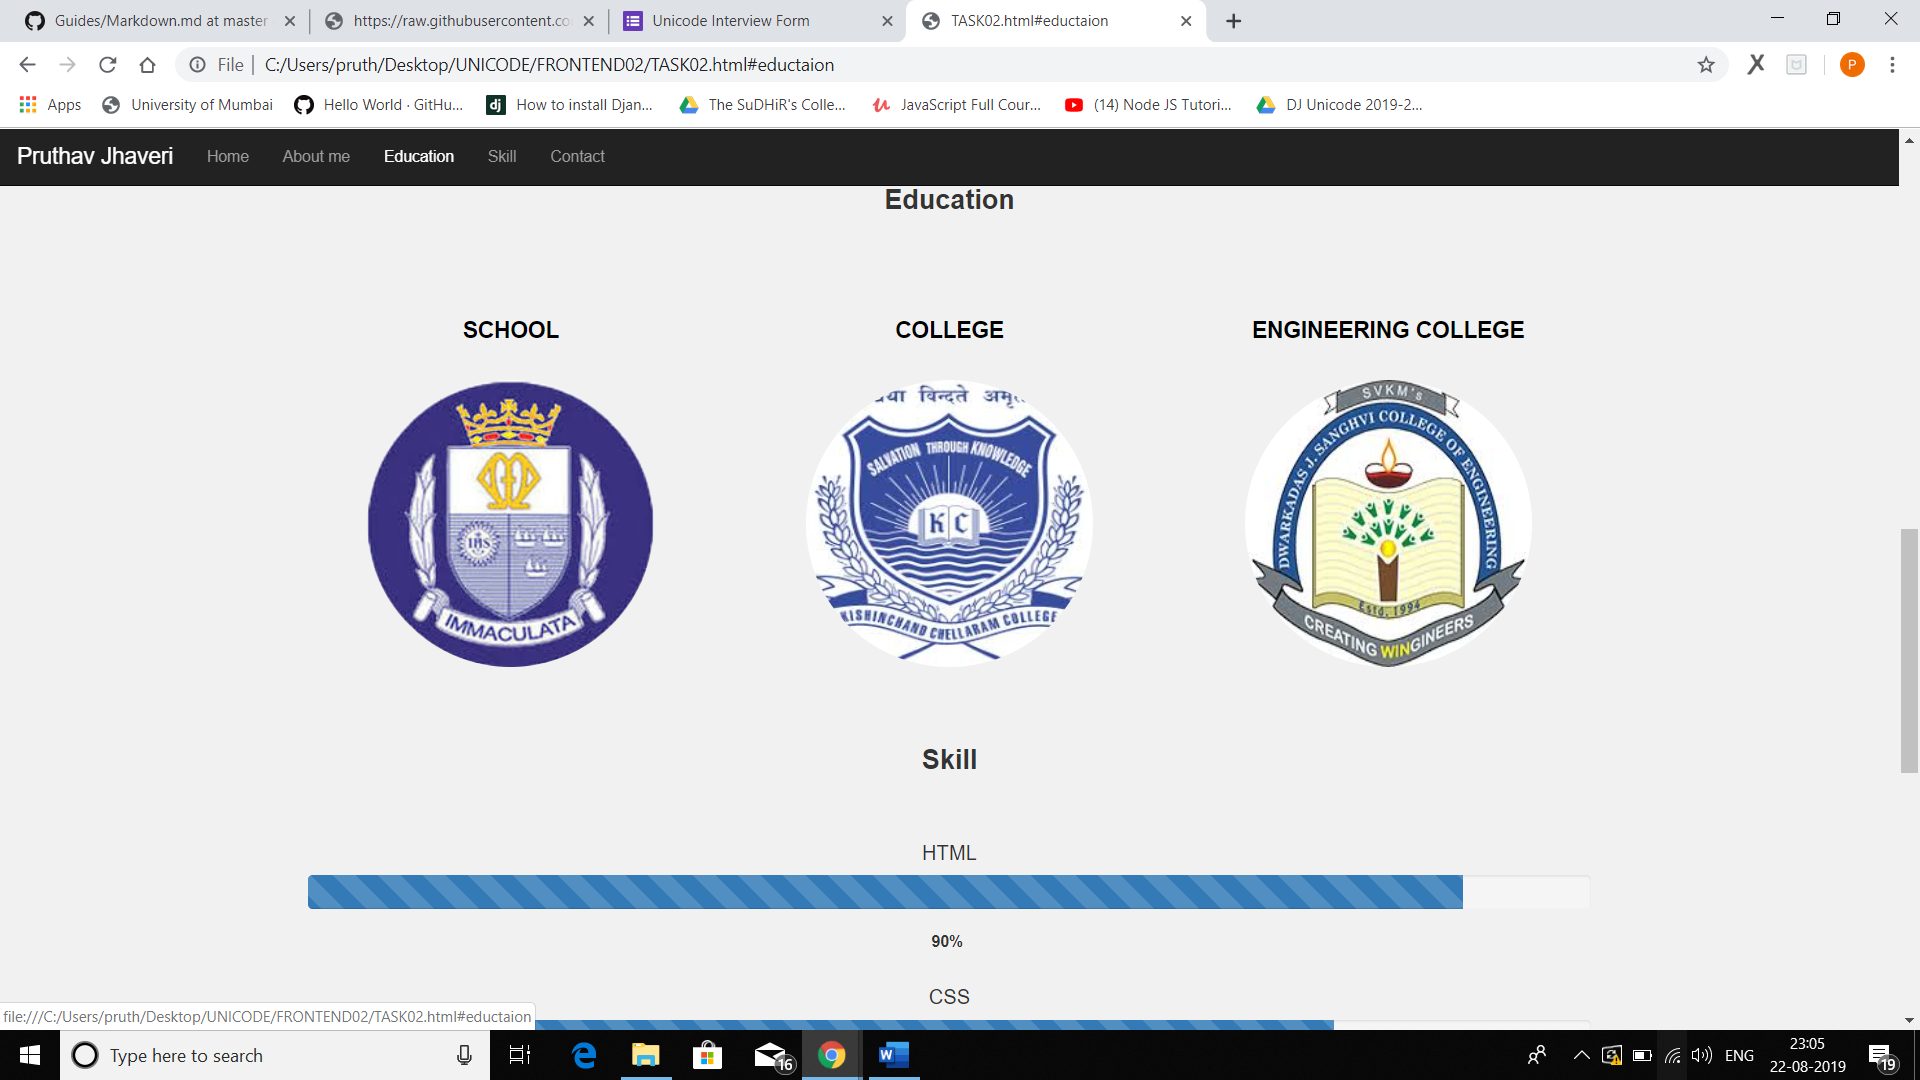 Guides/Markdown.md at master
https://raw.githubusercontent.co
Unicode Interview Form
TASK02.html#eductaion
File
C:/Users/pruth/Desktop/UNICODE/FRONTEND02/TASK02.html#eductaion
P
Apps
University of Mumbai
Hello World · GitHu...
dj
How to install Djan...
The SuDHiR's Colle...
JavaScript Full Cour...
(14) Node JS Tutori...
DJ Unicode 2019-2...
Pruthav Jhaveri
Home
About me
Education
Skill
Contact
Education
SCHOOL
COLLEGE
ENGINEERING COLLEGE
IHS
IMMACULATA
विन्दते
SALVATION THROUGH KNOWLEDGE
K C
KISHINCHAND CHELLARAM COLLEGE
SVKM's
DWARKADAS J. SANGHVI COLLEGE OF ENGINEERING
Estd. 1994
CREATING WINGINEERS
Skill
HTML
90%
CSS
file:///C:/Users/pruth/Desktop/UNICODE/FRONTEND02/TASK02.html#eductaion
Type here to search
16
W
ENG
23:05
22-08-2019
19